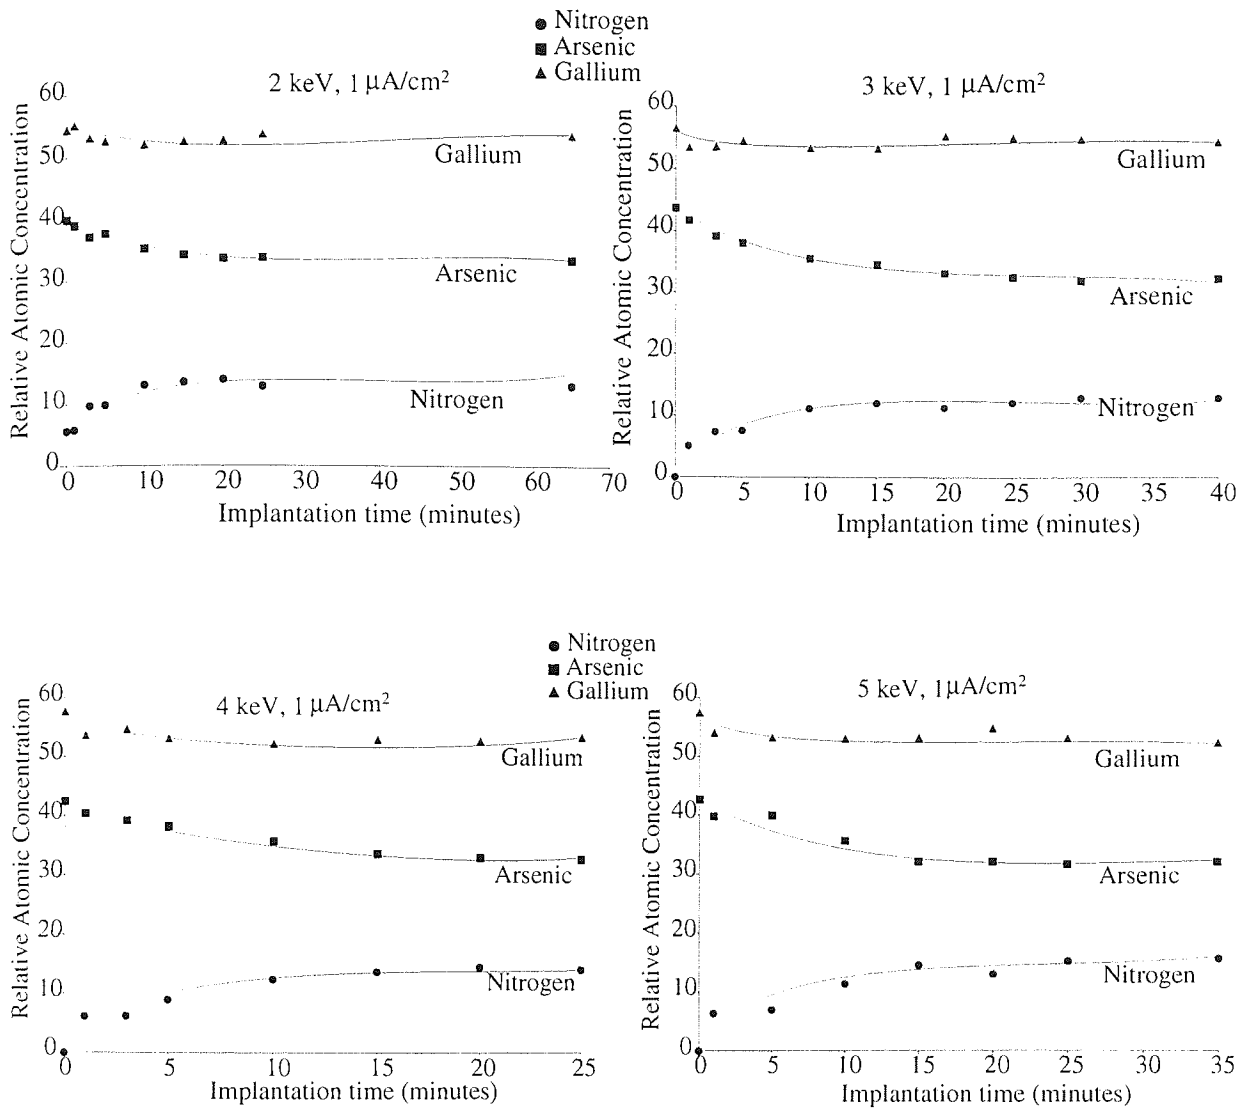 Nitrogen
Arsenic
Gallium
2 keV, 1 μA/cm²
Relative Atomic Concentration
60
50
40
30
20
10
0
Gallium
Arsenic
Nitrogen
0 10 20 30 40 50 60 70
Implantation time (minutes)
3 keV, 1 μA/cm²
Relative Atomic Concentration
60
50
40
30
20
10
0
Gallium
Arsenic
Nitrogen
0 5 10 15 20 25 30 35 40
Implantation time (minutes)
Nitrogen
Arsenic
Gallium
4 keV, 1 μA/cm²
Relative Atomic Concentration
60
50
40
30
20
10
0
Gallium
Arsenic
Nitrogen
0 5 10 15 20 25
Implantation time (minutes)
5 keV, 1μA/cm²
Relative Atomic Concentration
60
50
40
30
20
10
0
Gallium
Arsenic
Nitrogen
0 5 10 15 20 25 30 35
Implantation time (minutes)